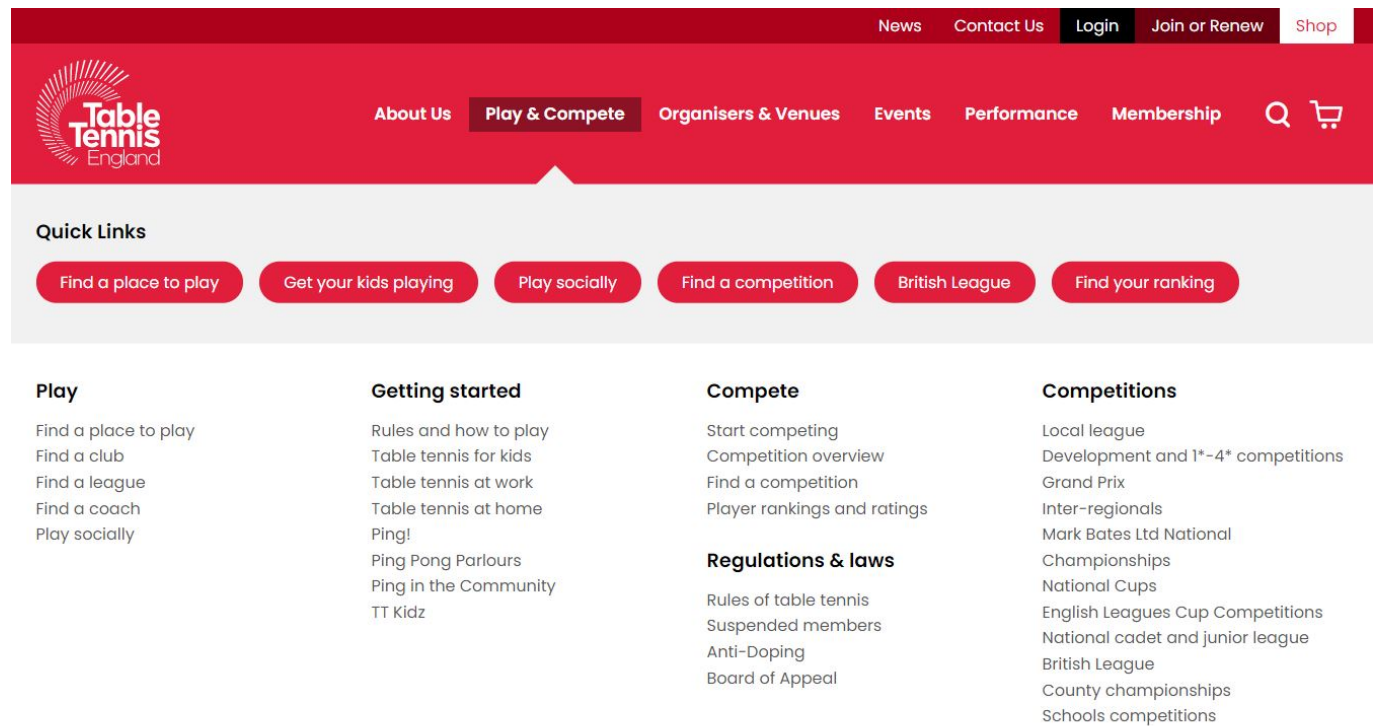 News Contact Us Login Join or Renew Shop
Table
Tennis
England
About Us Play & Compete Organisers & Venues Events Performance Membership
Quick Links
Find a place to play Get your kids playing Play socially Find a competition British League Find your ranking
Play
Find a place to play
Find a club
Find a league
Find a coach
Play socially
Getting started
Rules and how to play
Table tennis for kids
Table tennis at work
Table tennis at home
Ping!
Ping Pong Parlours
Ping in the Community
TT Kidz
Compete
Start competing
Competition overview
Find a competition
Player rankings and ratings
Regulations & laws
Rules of table tennis
Suspended members
Anti-Doping
Board of Appeal
Competitions
Local league
Development and 1*-4* competitions
Grand Prix
Inter-regionals
Mark Bates Ltd National
Championships
National Cups
English Leagues Cup Competitions
National cadet and junior league
British League
County championships
Schools competitions